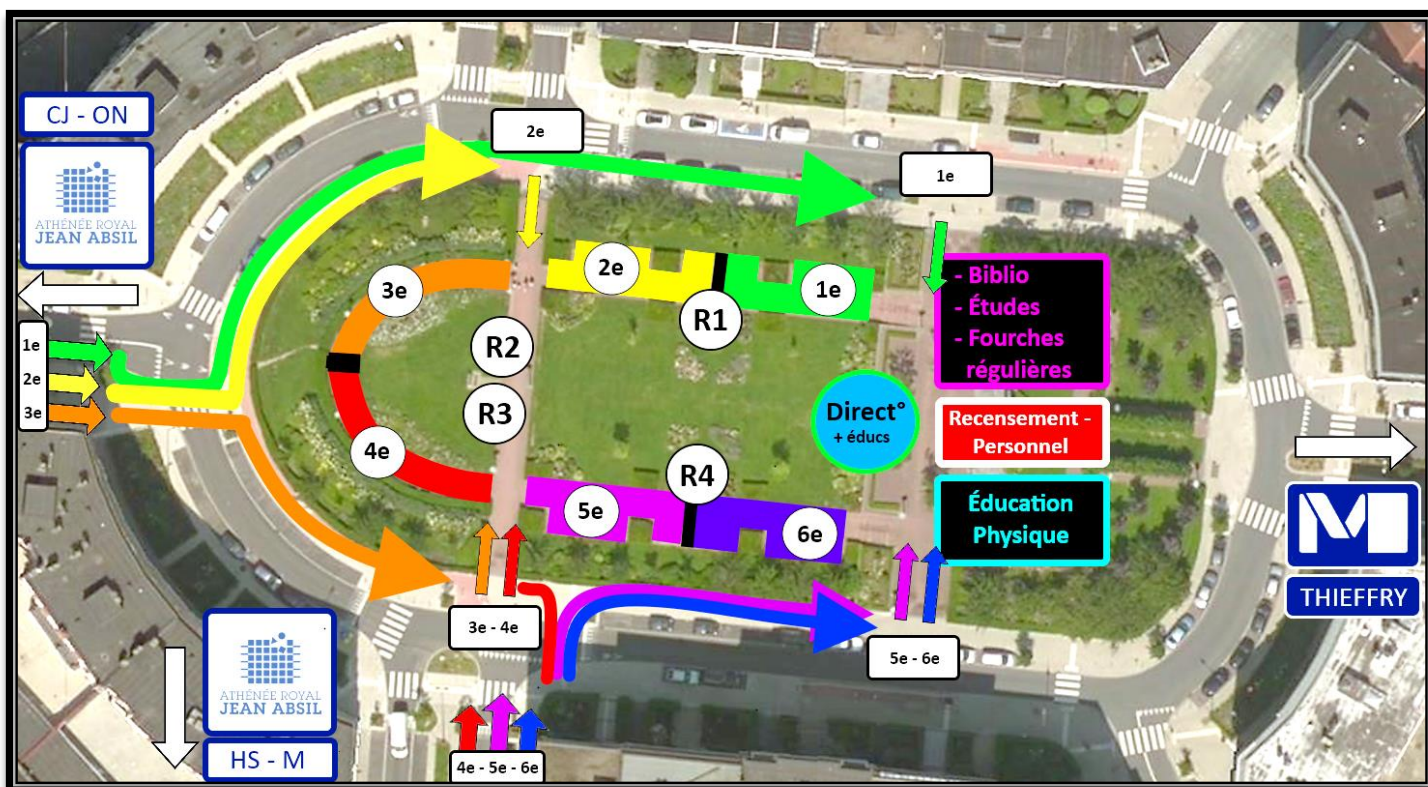 CJ - ON
ATHÉNÉE ROYAL
JEAN ABSIL
1e
2e
3e
2e
1e
3e
2e
1e
R1
R2
R3
4e
R4
5e
6e
Direct°
+ éducs
- Biblio
- Études
- Fourches
régulières
Recensement -
Personnel
Éducation
Physique
3e - 4e
5e - 6e
4e - 5e - 6e
ATHÉNÉE ROYAL
JEAN ABSIL
HS - M
M
THIEFFRY